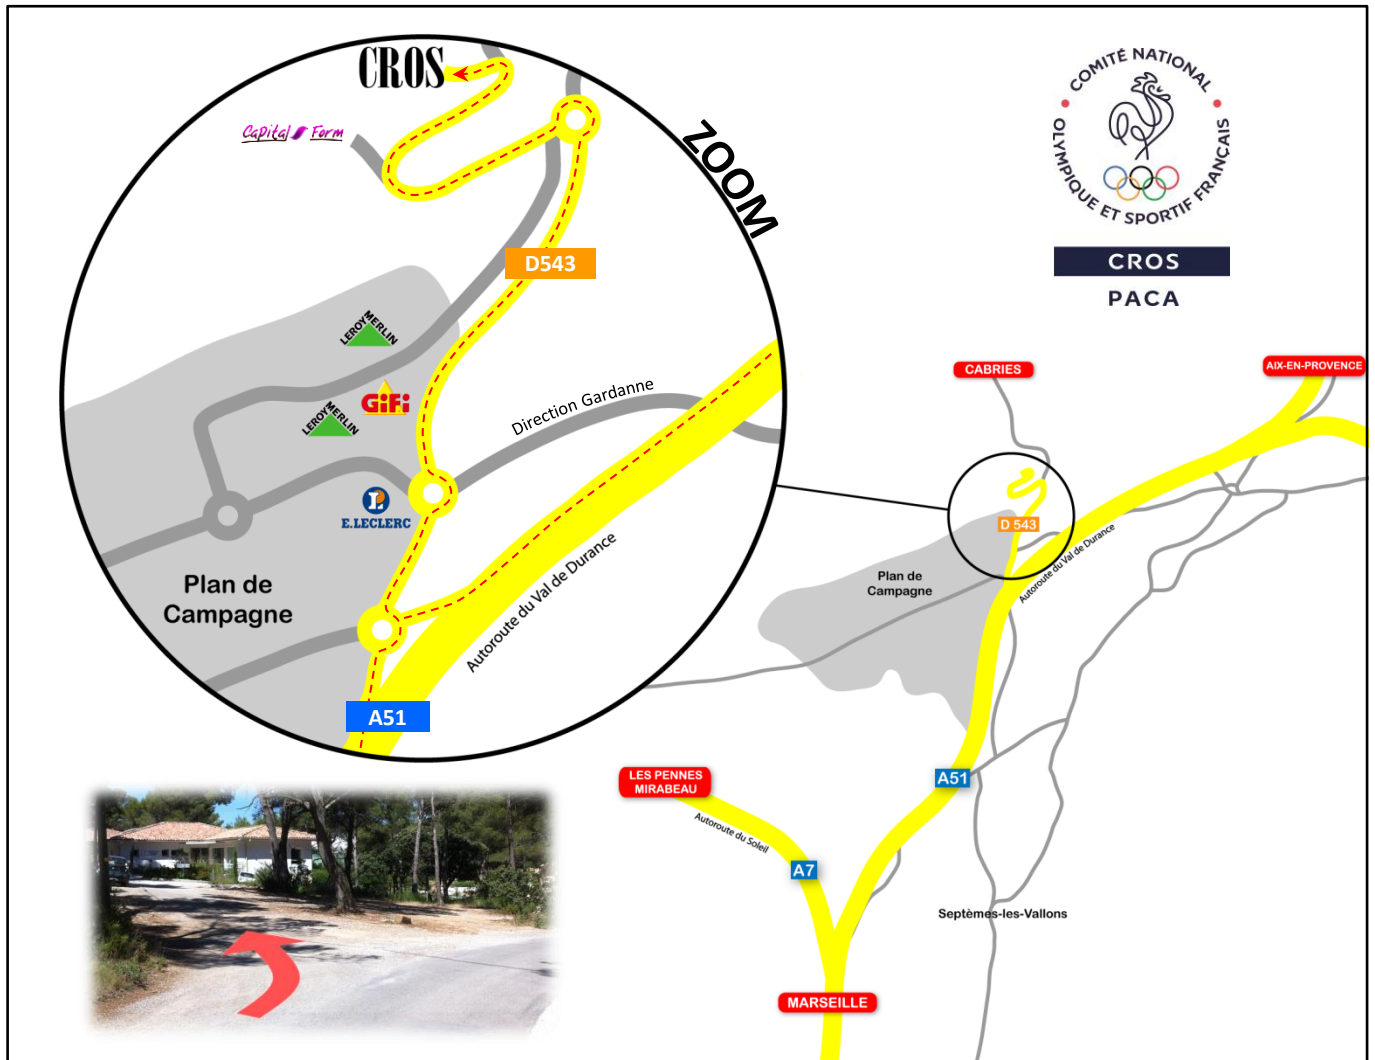 CROS
Capital Form
ZOOM
D543
LEROY MERLIN
GiFi
LEROY MERLIN
Direction Gardanne
L
E.LECLERC
Plan de
Campagne
Autoroute du Val de Durance
A51
COMITÉ NATIONAL
OLYMPIQUE ET SPORTIF FRANÇAIS
CROS
PACA
CABRIES
AIX-EN-PROVENCE
D 543
Autoroute du Val de Durance
Plan de
Campagne
LES PENNES
MIRABEAU
A51
Autoroute du Soleil
A7
Septèmes-les-Vallons
MARSEILLE